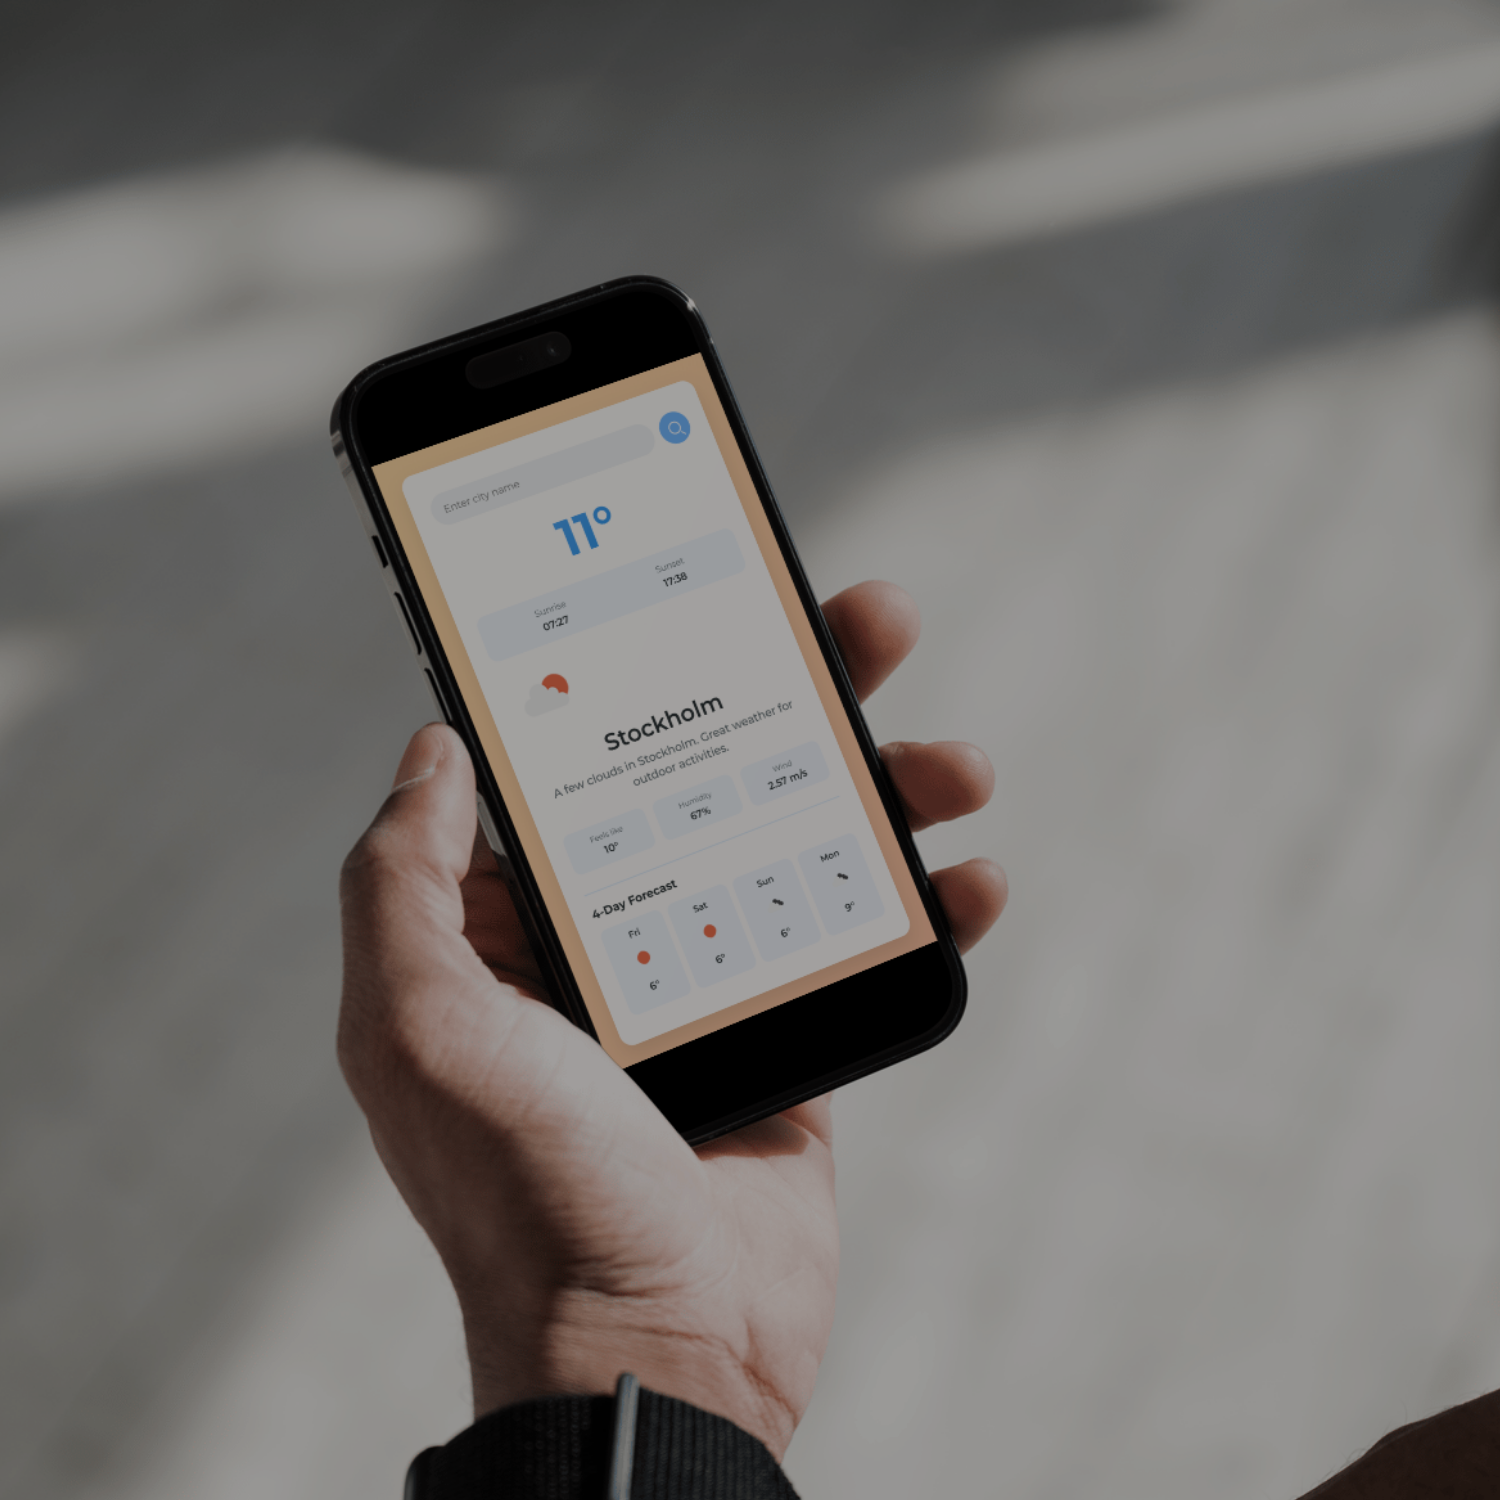 Enter city name
11°
Sunrise
07:27
Sunset
17:38
Stockholm
A few clouds in Stockholm. Great weather for
outdoor activities.
Feels like
10°
Humidity
67%
Wind
2.57 m/s
4-Day Forecast
Fri
6°
Sat
6°
Sun
6°
Mon
9°